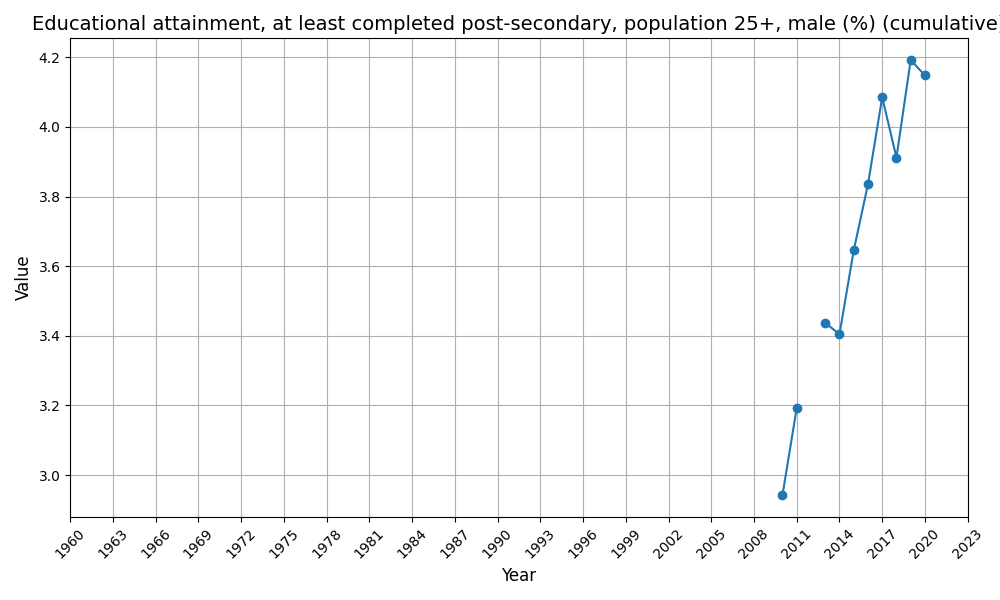 Educational attainment, at least completed post-secondary, population 25+, male (%) (cumulative)
4.2
4.0
3.8
3.6
3.4
3.2
3.0
Value
1960 1963 1966 1969 1972 1975 1978 1981 1984 1987 1990 1993 1996 1999 2002 2005 2008 2011 2014 2017 2020 2023
Year